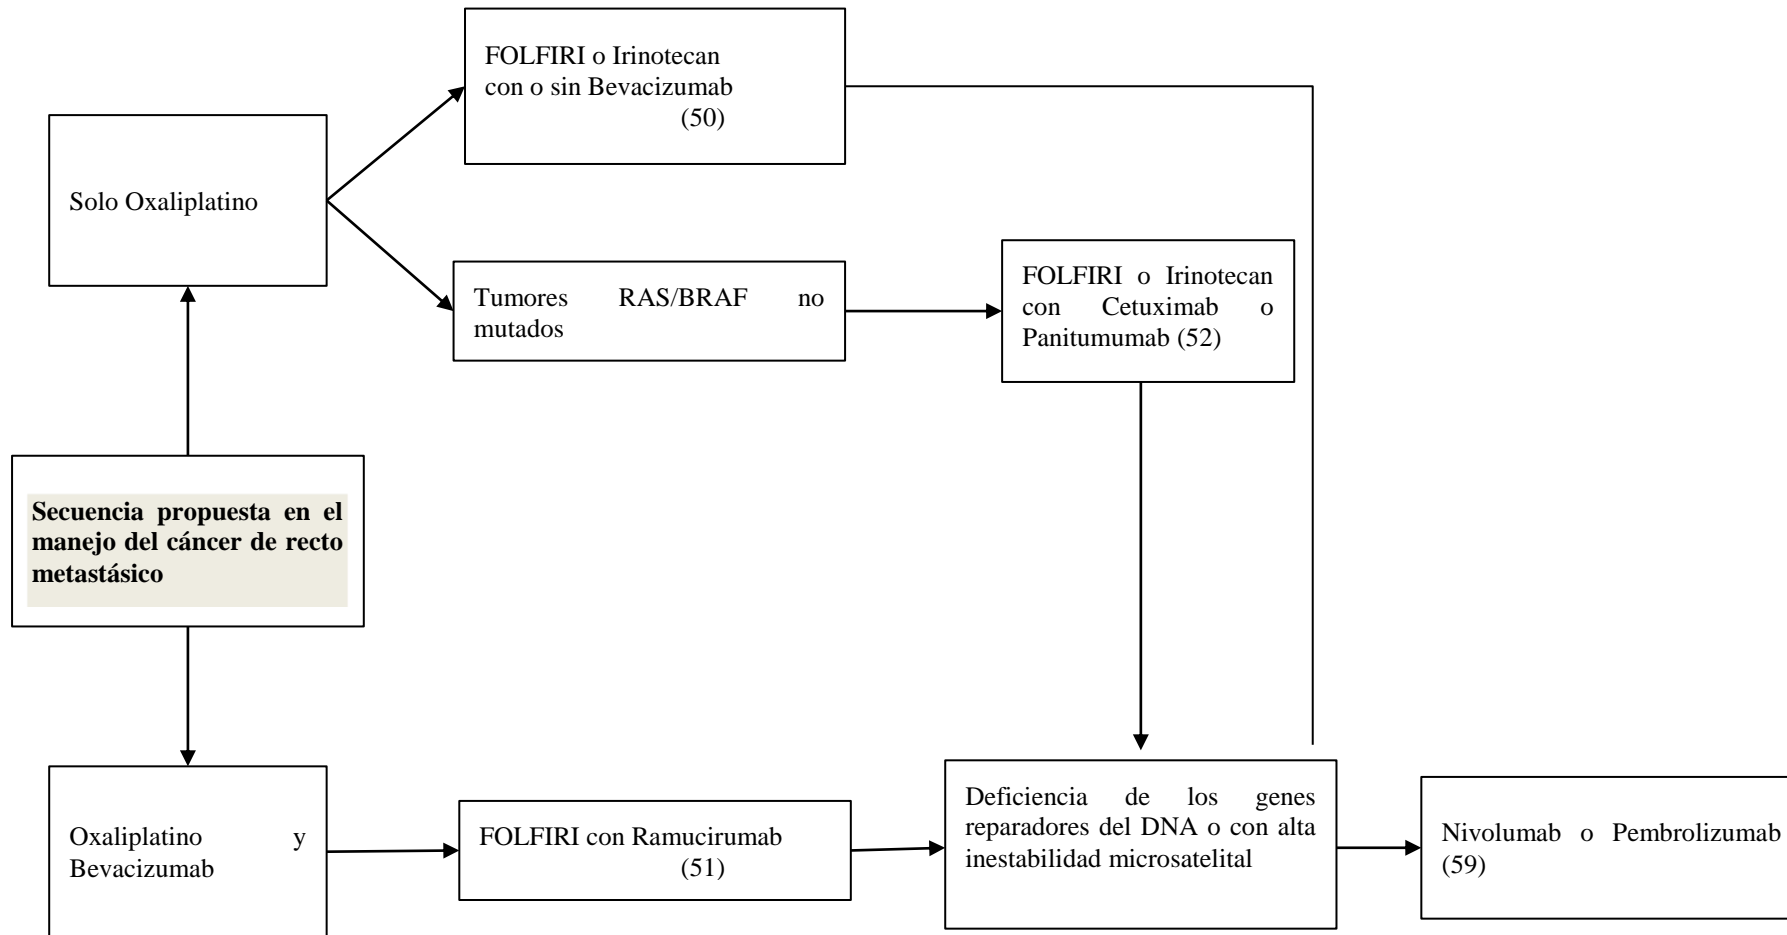 FOLFIRI o Irinotecan
con o sin Bevacizumab
(50)
Solo Oxaliplatino
Tumores RAS/BRAF no
mutados
FOLFIRI o Irinotecan
con Cetuximab o
Panitumumab (52)
Secuencia propuesta en el
manejo del cáncer de recto
metastásico
Oxaliplatino y
Bevacizumab
FOLFIRI con Ramucirumab
(51)
Deficiencia de los genes
reparadores del DNA o con alta
inestabilidad microsatelital
Nivolumab o Pembrolizumab
(59)